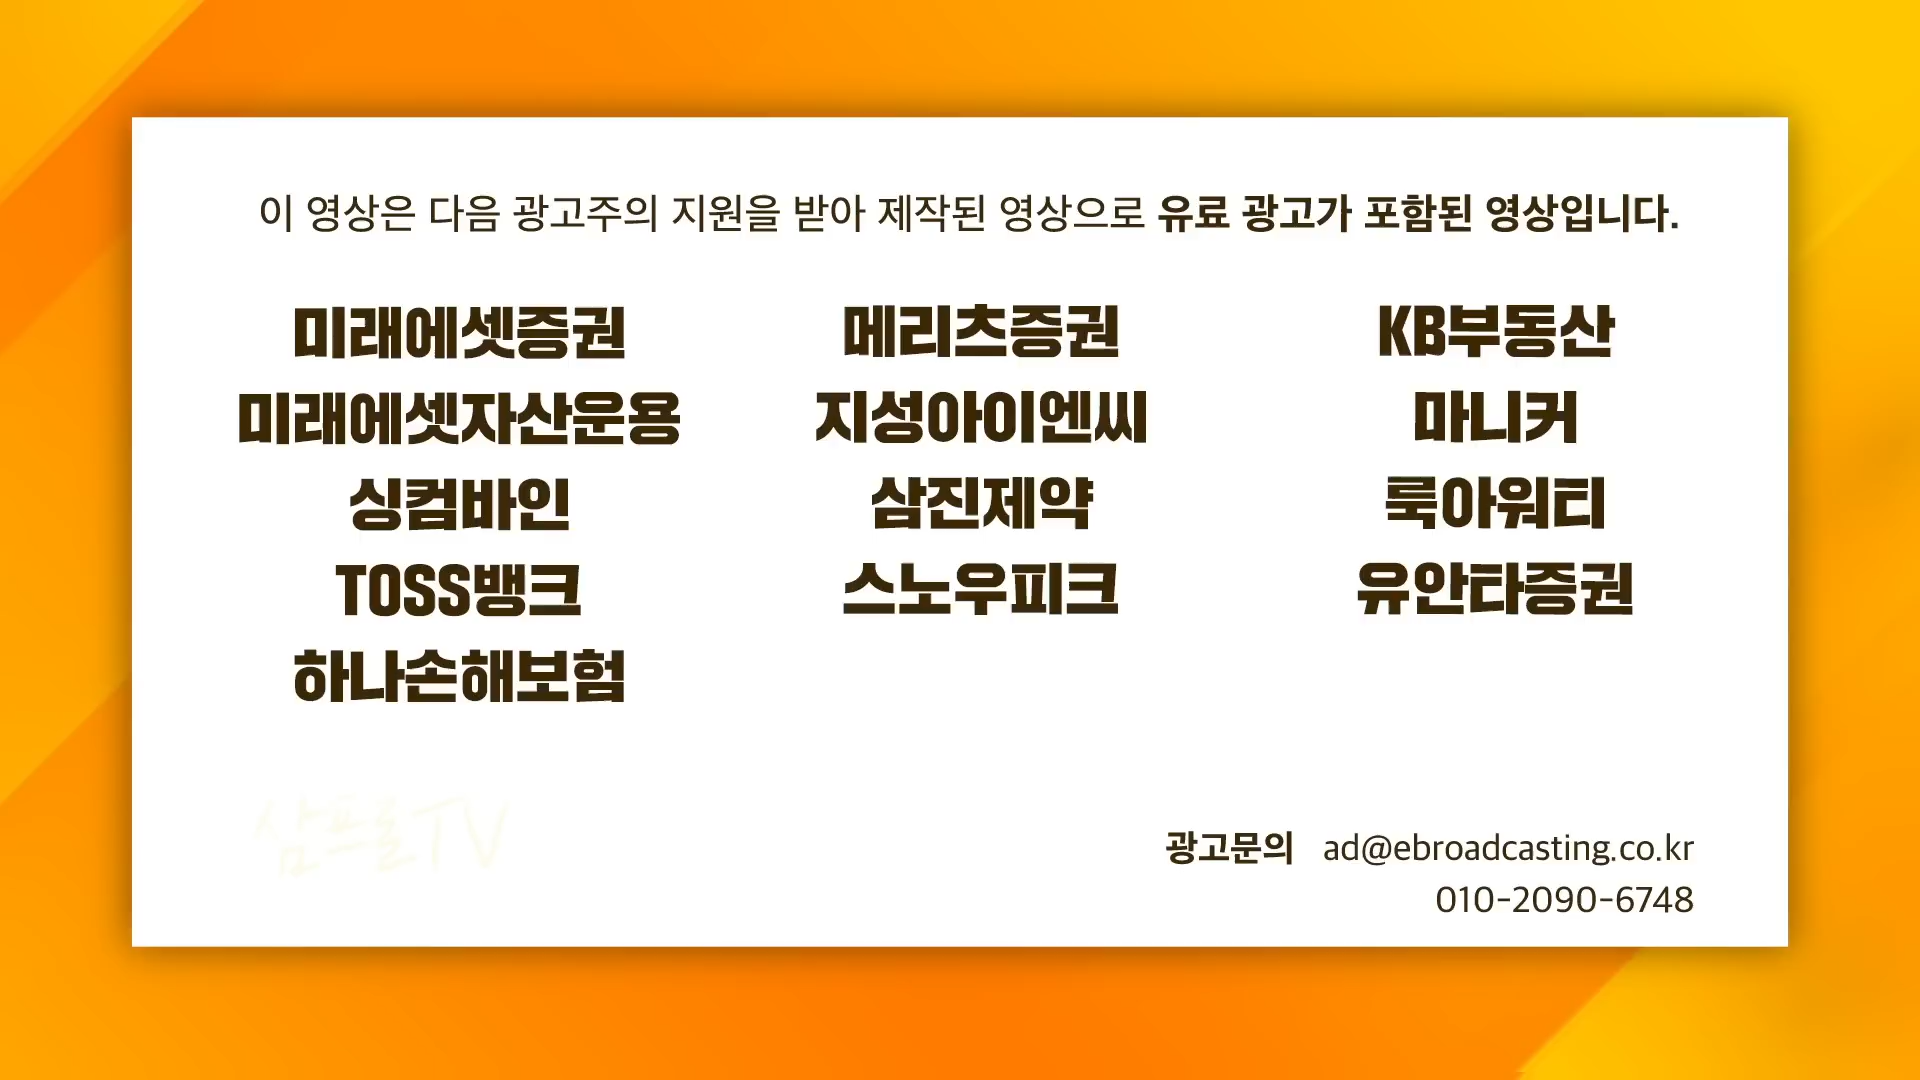 이 영상은 다음 광고주의 지원을 받아 제작된 영상으로 유료 광고가 포함된 영상입니다.
미래에셋증권
미래에셋자산운용
싱컴바인
TOSS뱅크
하나손해보험
메리츠증권
지성아이엔씨
삼진제약
스노우피크
KB부동산
마니커
룩아워티
유안타증권
삼프로TV
광고문의 ad@ebroadcasting.co.kr
010-2090-6748